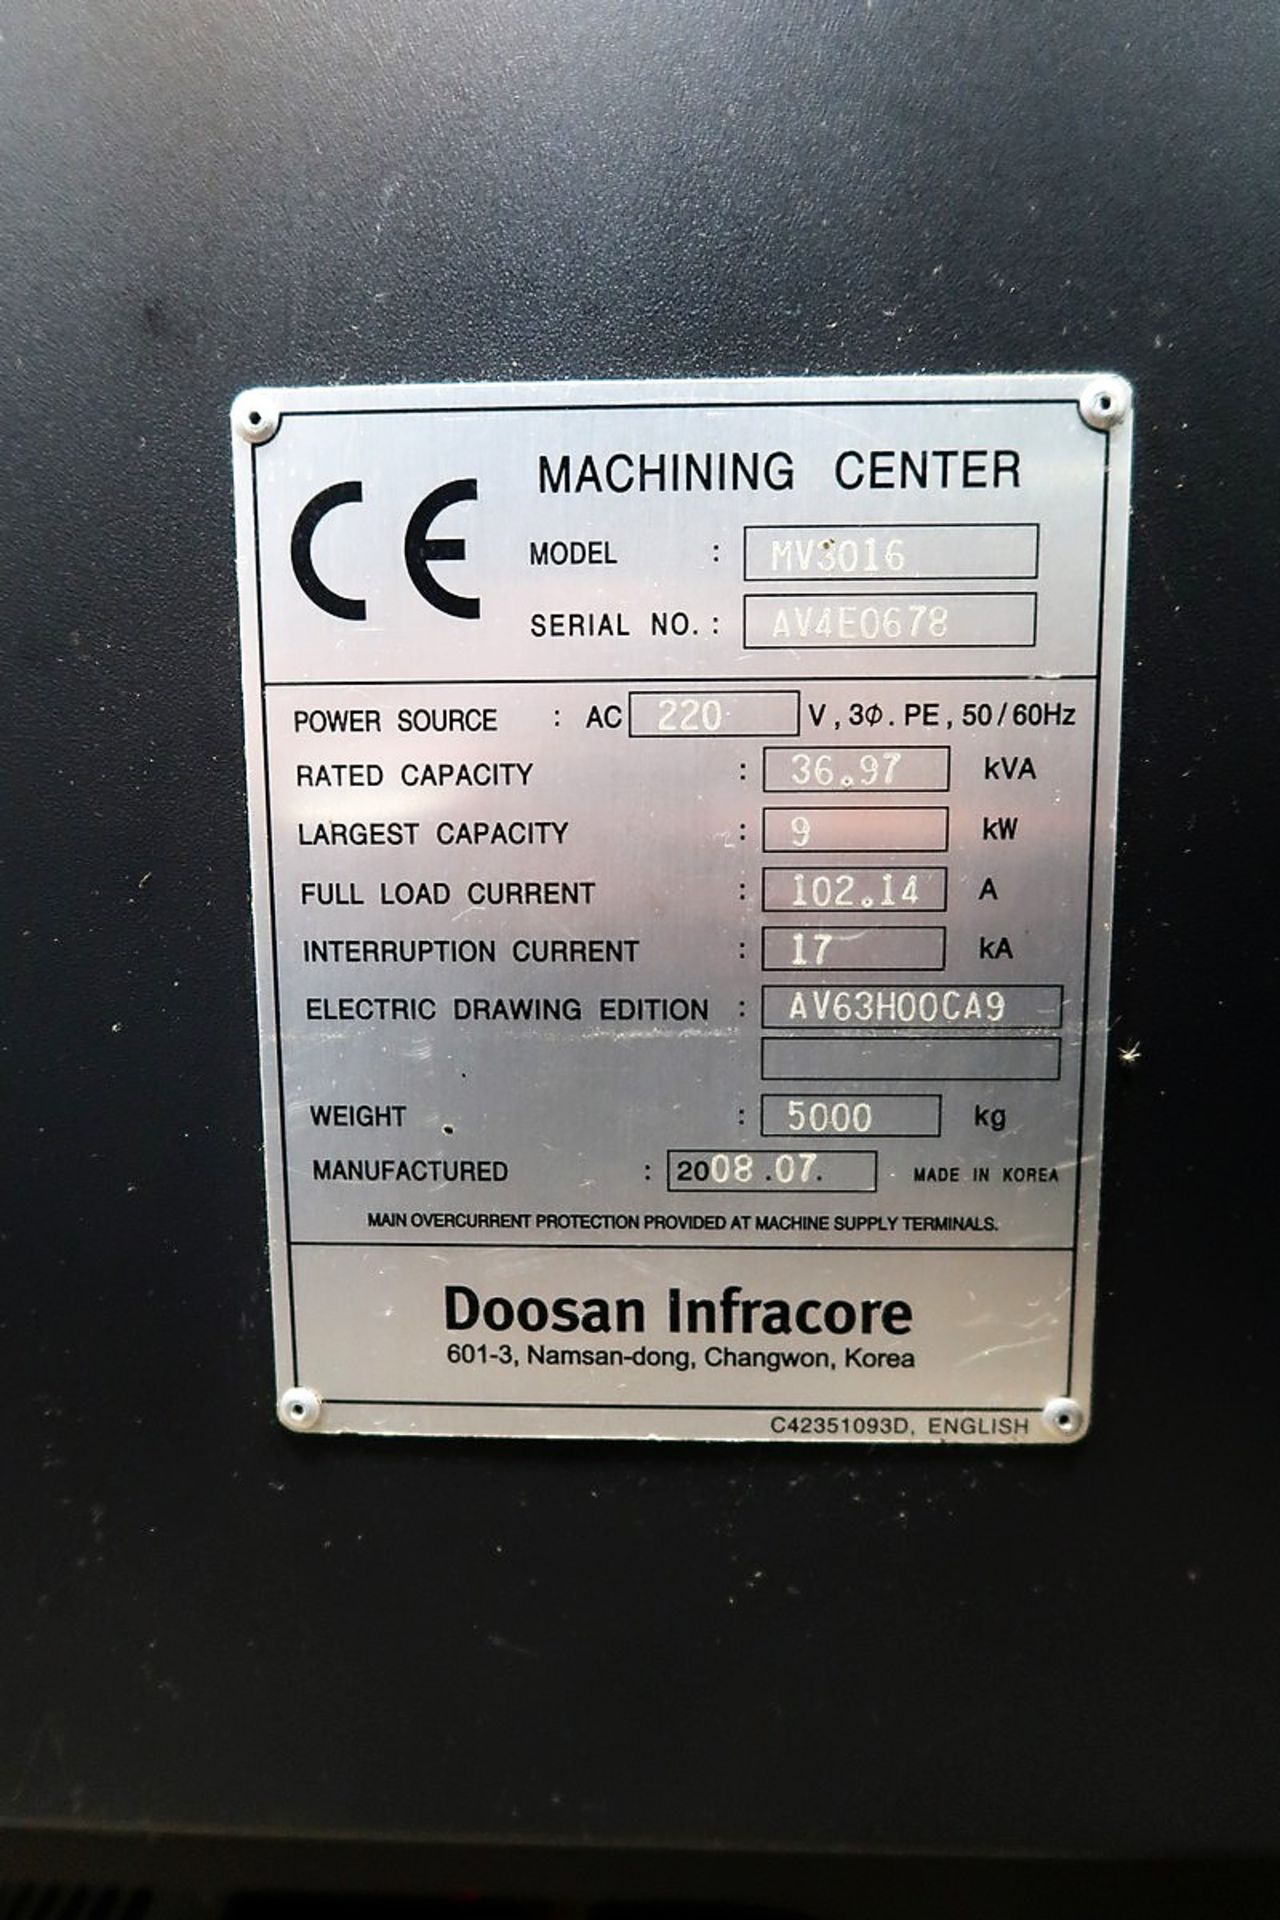 CE
MACHINING CENTER
MODEL : MV3016
SERIAL NO. : AV4E0678
POWER SOURCE : AC 220 V, 3Φ. PE, 50/60Hz
RATED CAPACITY : 36.97 kVA
LARGEST CAPACITY : 9 kW
FULL LOAD CURRENT : 102.14 A
INTERRUPTION CURRENT : 17 kA
ELECTRIC DRAWING EDITION : AV63H00CA9
WEIGHT : 5000 kg
MANUFACTURED : 2008.07. MADE IN KOREA
MAIN OVERCURRENT PROTECTION PROVIDED AT MACHINE SUPPLY TERMINALS.
Doosan Infracore
601-3, Namsan-dong, Changwon, Korea
C42351093D, ENGLISH